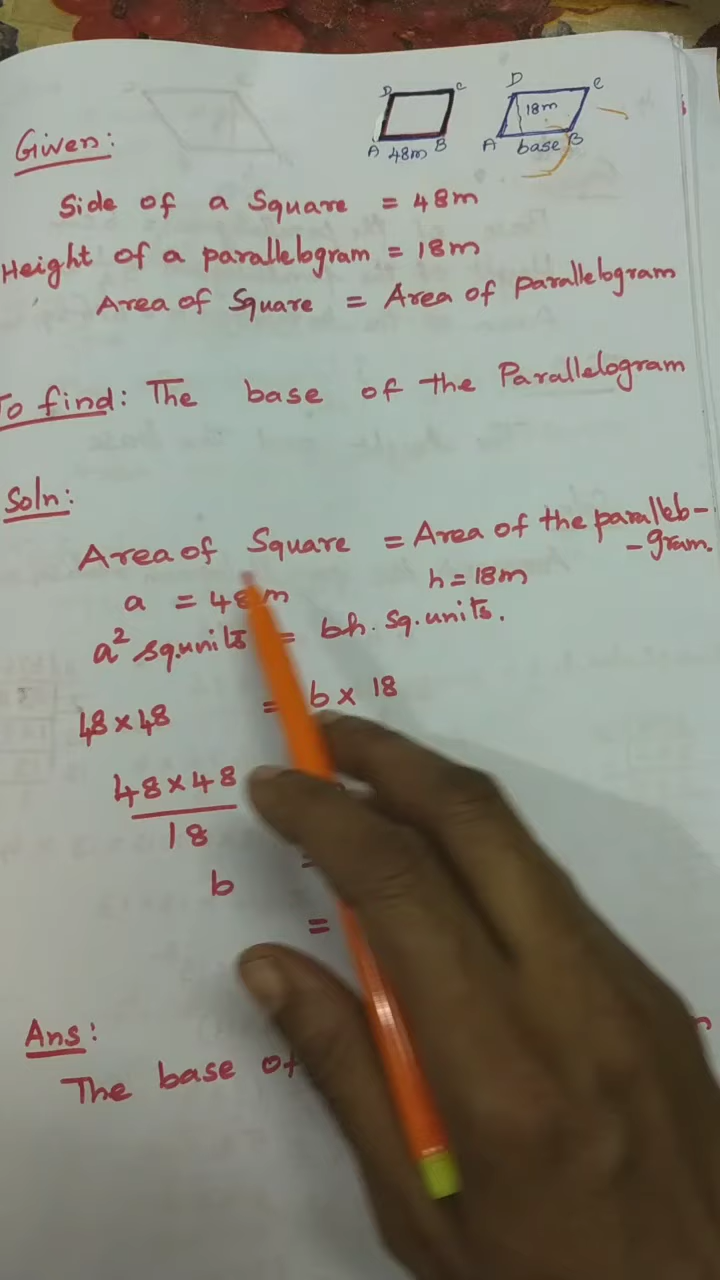 D C D C
18m
A 48m B A base B
Given:
Side of a Square = 48m
Height of a parallelogram = 18m
Area of Square = Area of parallelogram
To find: The base of the Parallelogram
Soln:
Area of Square = Area of the parallelo-
-gram.
a = 48m h = 18m
a² sq.units = bh. sq. units.
48 × 48 = b × 18
48 × 48
18
=
b
=
Ans:
The base of